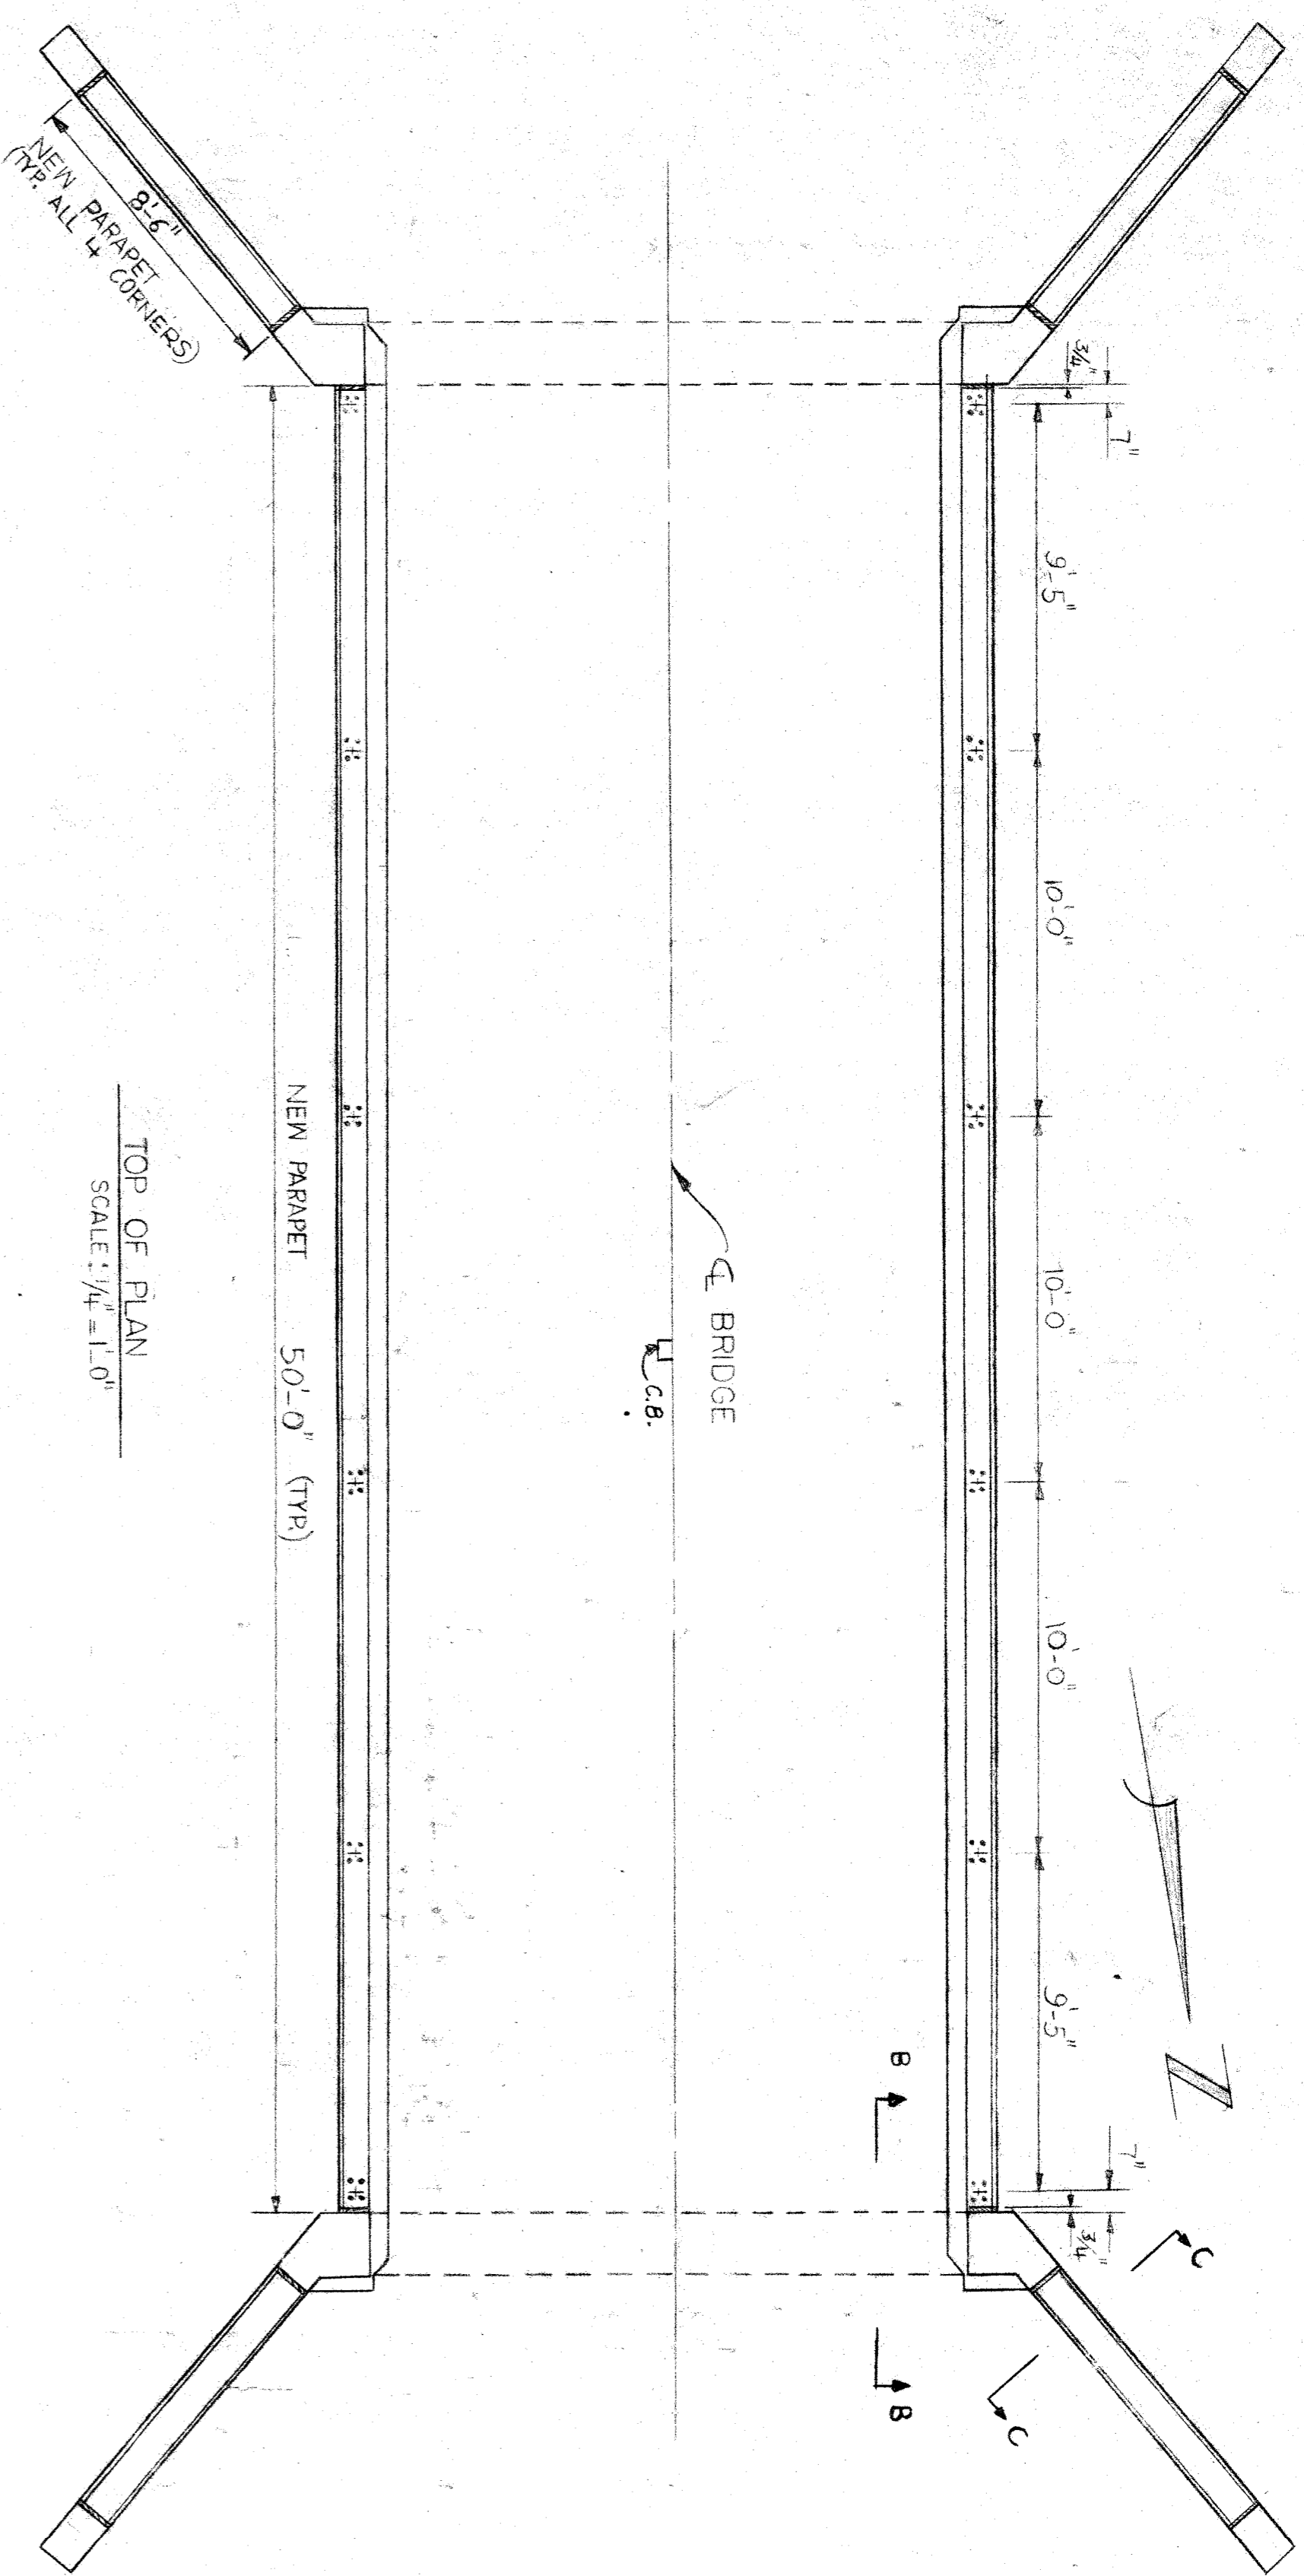 3/4"
7"
9'-5"
10'-0"
10'-0"
10'-0"
9'-5"
7"
3/4"
N
C
C
B
B
℄ BRIDGE
C.B.
NEW PARAPET 50'-0" (TYP.)
8'-6"
NEW PARAPET
(TYP. ALL 4 CORNERS)
TOP OF PLAN
SCALE: 1/4" = 1'-0"